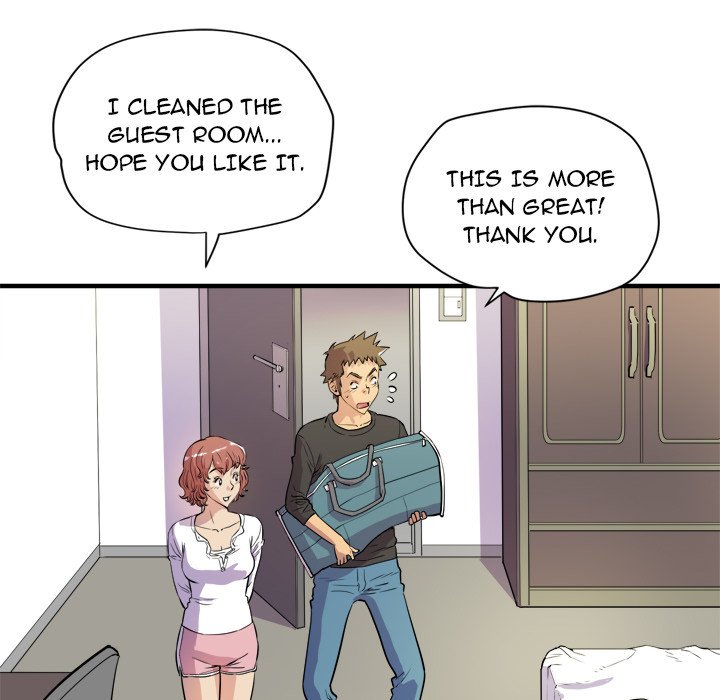 I CLEANED THE
GUEST ROOM...
HOPE YOU LIKE IT.
THIS IS MORE
THAN GREAT!
THANK YOU.